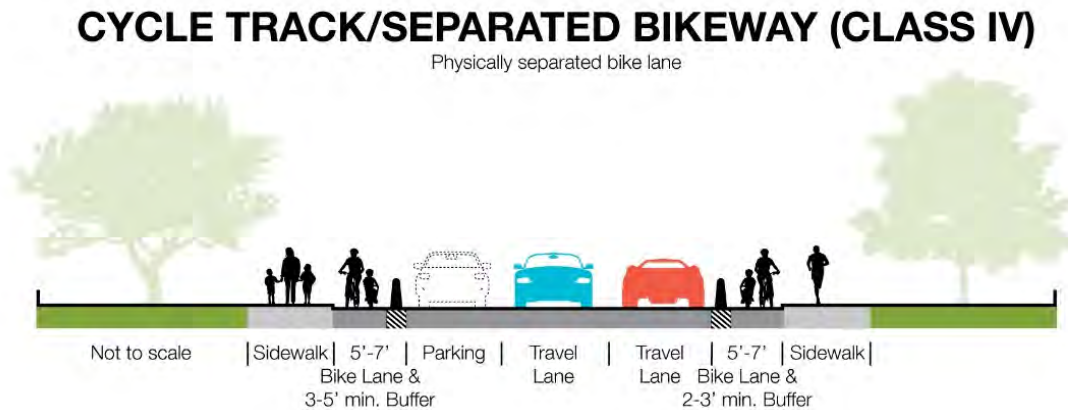 CYCLE TRACK/SEPARATED BIKEWAY (CLASS IV)
Physically separated bike lane
Not to scale
Sidewalk
5'-7'
Bike Lane &
3-5' min. Buffer
Parking
Travel
Lane
Travel
Lane
5'-7'
Bike Lane &
2-3' min. Buffer
Sidewalk